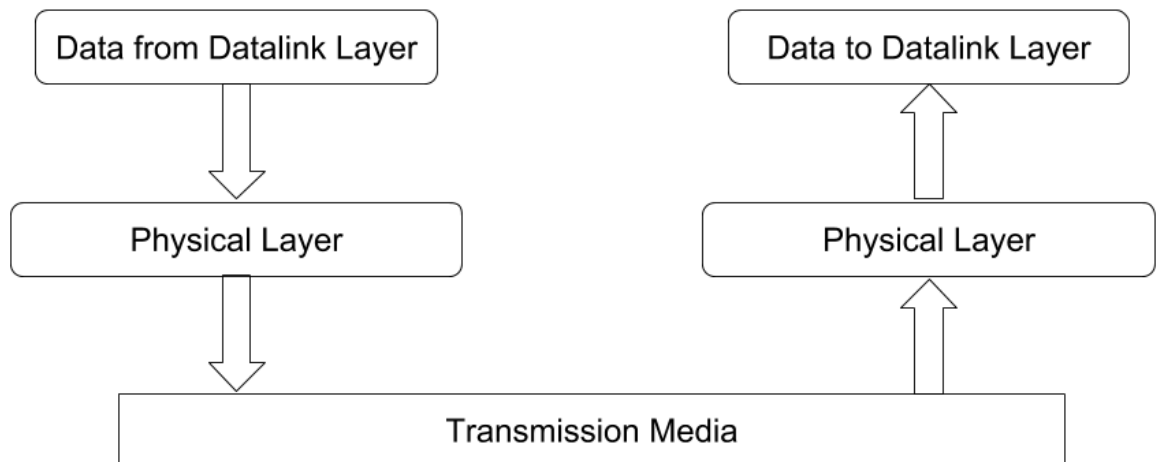 Data from Datalink Layer
Data to Datalink Layer
Physical Layer
Physical Layer
Transmission Media